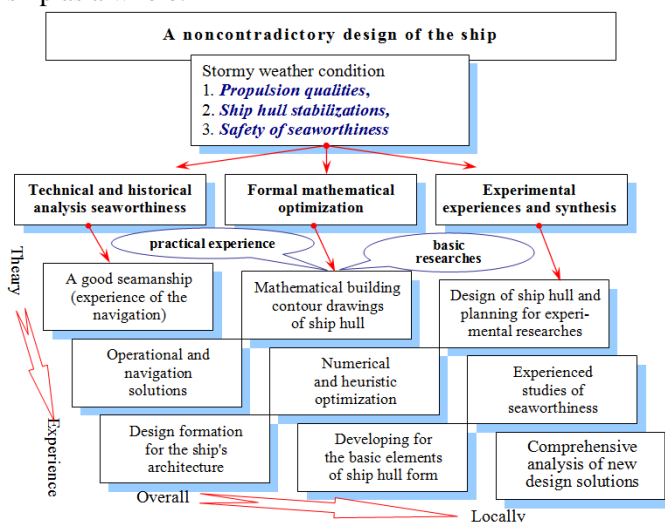 A noncontradictory design of the ship
Stormy weather condition
1. Propulsion qualities,
2. Ship hull stabilizations,
3. Safety of seaworthiness
Technical and historical
analysis seaworthiness
Formal mathematical
optimization
Experimental
experiences and synthesis
practical experience
basic
researches
Theary
A good seamanship
(experience of the
navigation)
Mathematical building
contour drawings
of ship hull
Design of ship hull and
planning for experi-
mental researches
Operational and
navigation
solutions
Numerical
and heuristic
optimization
Experienced
studies of
seaworthiness
Experience
Design formation
for the ship's
architecture
Developing for
the basic elements
of ship hull form
Comprehensive
analysis of new
design solutions
Overall
Locally